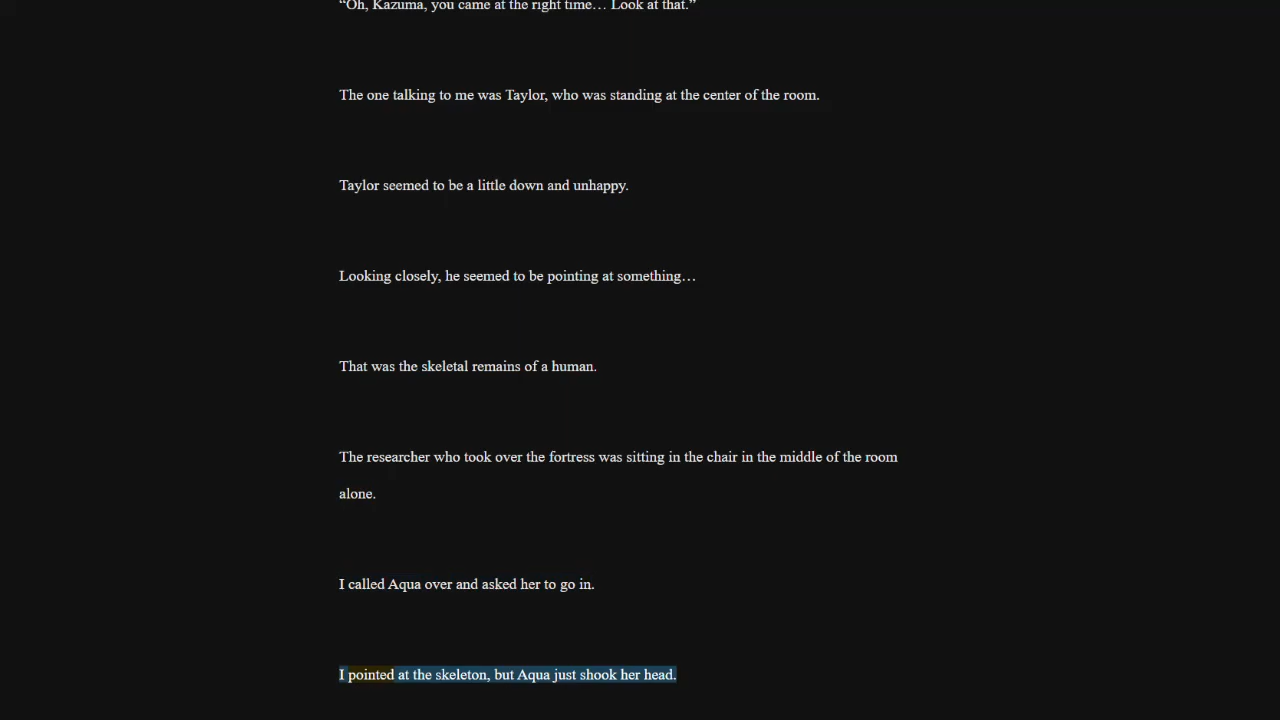 “Oh, Kazuma, you came at the right time… Look at that.”
The one talking to me was Taylor, who was standing at the center of the room.
Taylor seemed to be a little down and unhappy.
Looking closely, he seemed to be pointing at something…
That was the skeletal remains of a human.
The researcher who took over the fortress was sitting in the chair in the middle of the room
alone.
I called Aqua over and asked her to go in.
I pointed at the skeleton, but Aqua just shook her head.